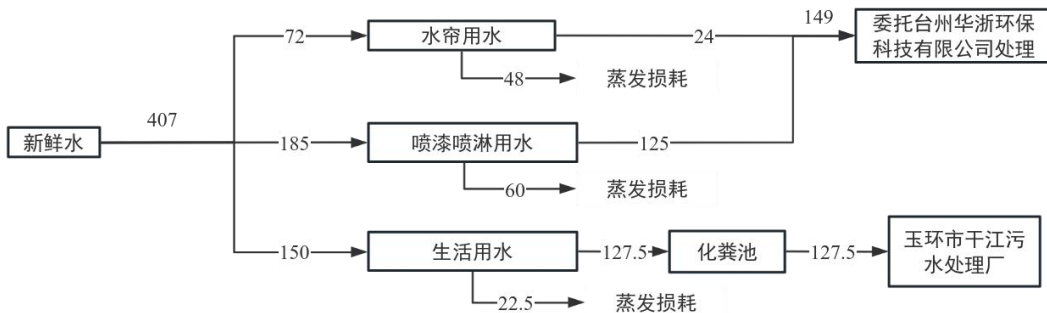 72
水帘用水
24
149
委托台州华浙环保
科技有限公司处理
48
蒸发损耗
新鲜水
407
185
喷漆喷淋用水
125
60
蒸发损耗
150
生活用水
127.5
化粪池
127.5
玉环市干江污
水处理厂
22.5
蒸发损耗